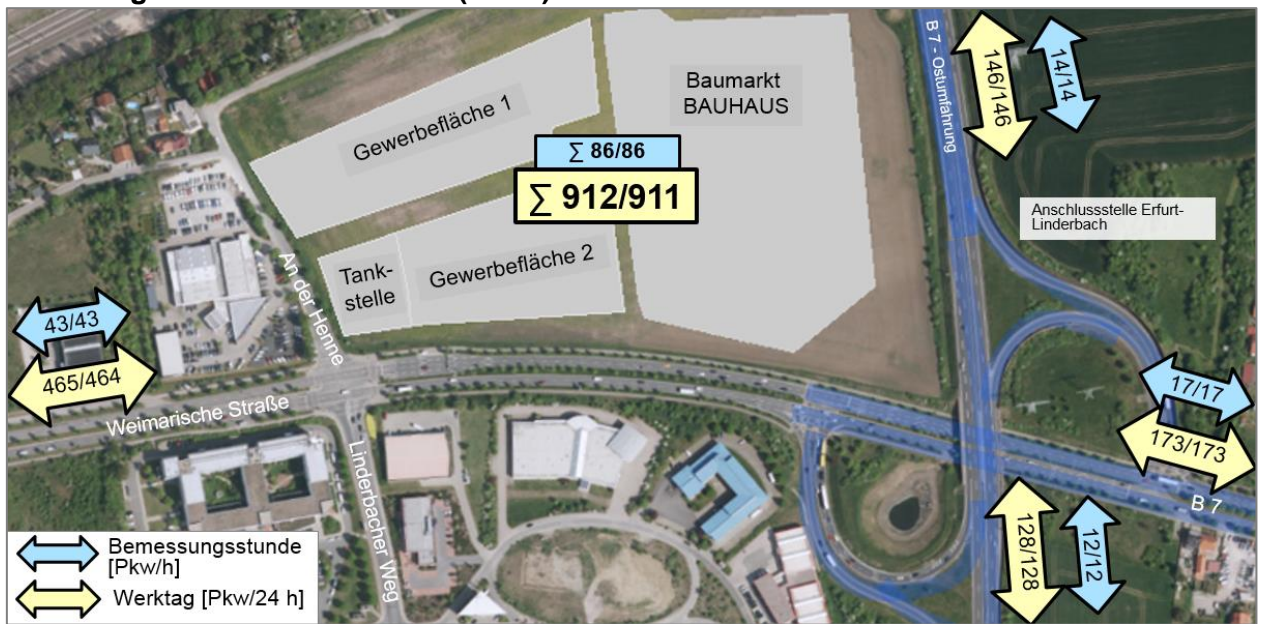 B 7 - Ostumfahrung
146/146
14/14
Baumarkt
BAUHAUS
Gewerbefläche 1
∑ 86/86
∑ 912/911
Anschlussstelle Erfurt-
Linderbach
Tank-
stelle
Gewerbefläche 2
An der Henne
43/43
465/464
Weimarische Straße
17/17
173/173
B 7
Linderbacher Weg
128/128
12/12
Bemessungsstunde
[Pkw/h]
Werktag [Pkw/24 h]